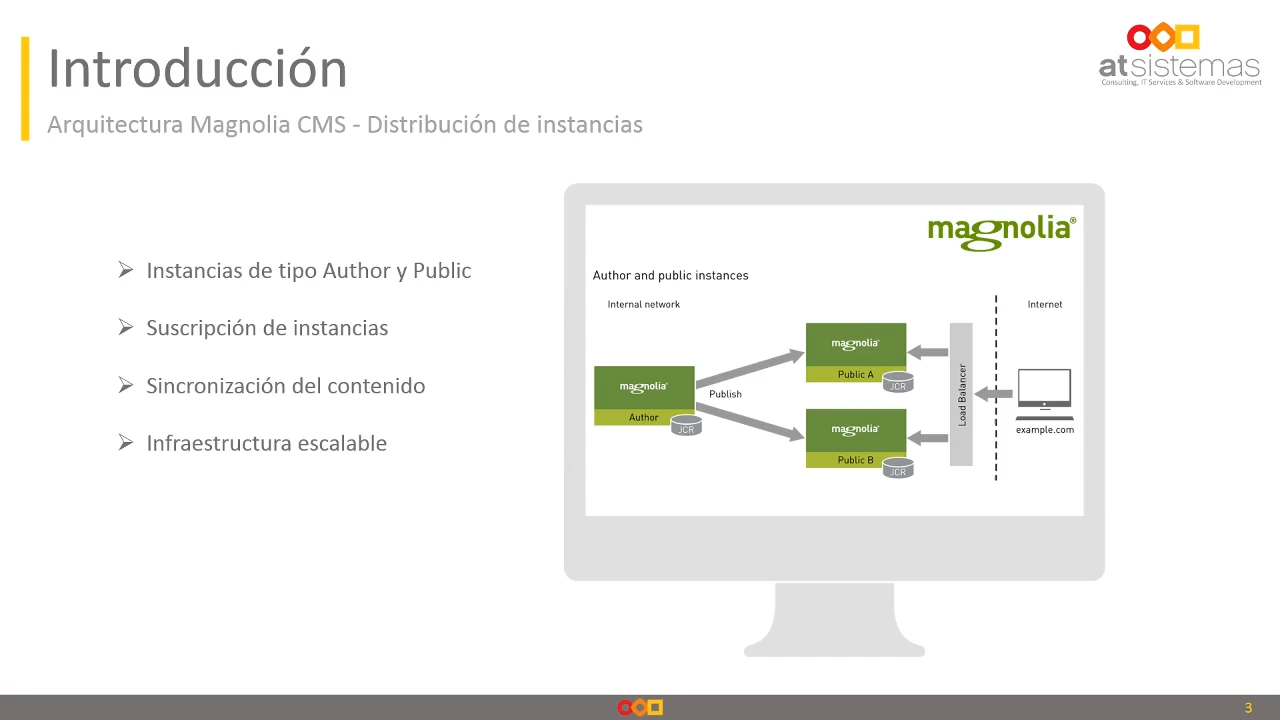 Introducción
Arquitectura Magnolia CMS - Distribución de instancias
atsistemas
Consulting, IT Services & Software Development
Instancias de tipo Author y Public
Suscripción de instancias
Sincronización del contenido
Infraestructura escalable
magnolia®
Author and public instances
Internal network
Internet
magnolia®
Public A
JCR
magnolia®
Author
JCR
Publish
magnolia®
Public B
JCR
Load Balancer
example.com
3